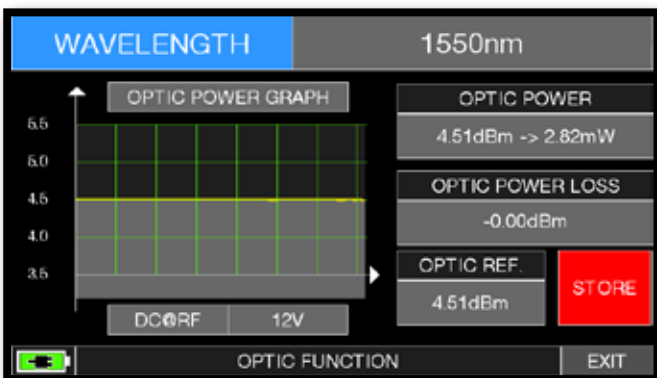 WAVELENGTH 1550nm
OPTIC POWER GRAPH
5.5
5.0
4.5
4.0
3.5
DC@RF 12V
OPTIC POWER
4.51dBm -> 2.82mW
OPTIC POWER LOSS
-0.00dBm
OPTIC REF.
4.51dBm
STORE
OPTIC FUNCTION EXIT